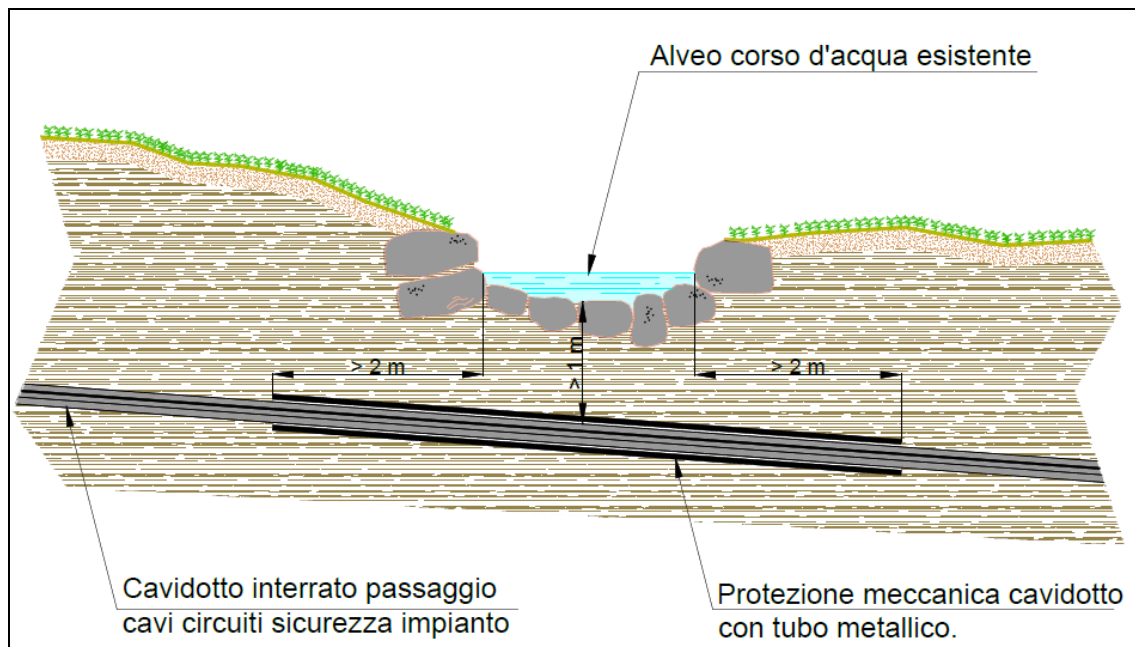 Alveo corso d'acqua esistente
> 2 m
> 1 m
> 2 m
Cavidotto interrato passaggio
cavi circuiti sicurezza impianto
Protezione meccanica cavidotto
con tubo metallico.